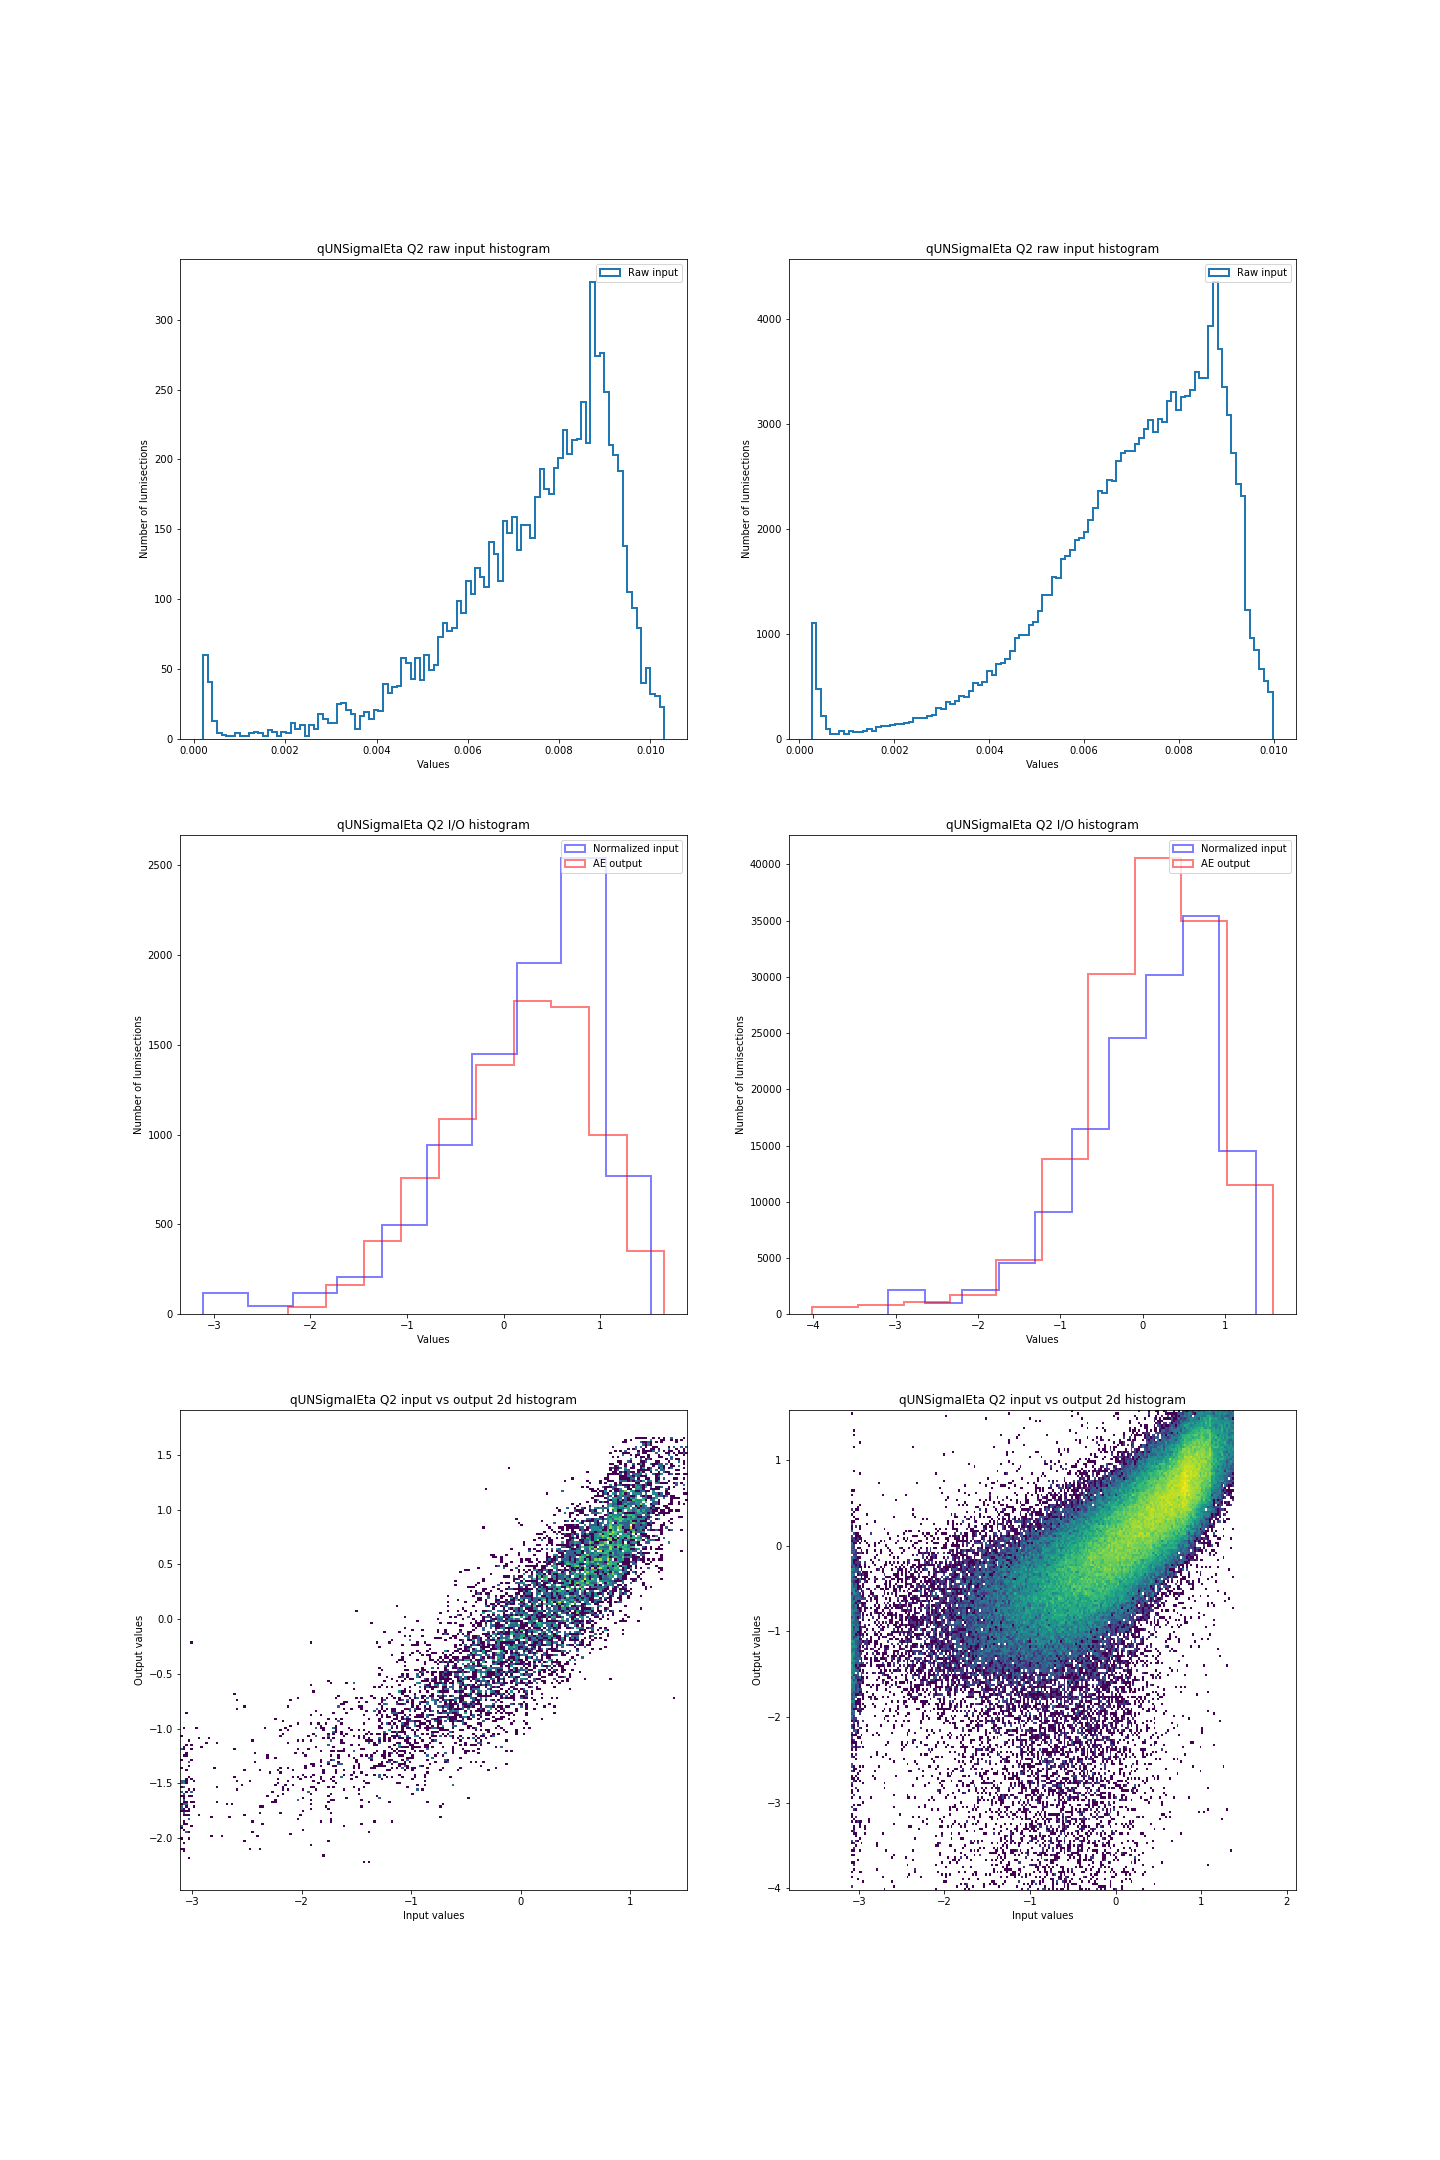 qUNSigmaIEta Q2 raw input histogram
Raw input
Number of lumisections
300
250
200
150
100
50
0
0.000 0.002 0.004 0.006 0.008 0.010
Values
qUNSigmaIEta Q2 raw input histogram
Raw input
Number of lumisections
4000
3000
2000
1000
0
0.000 0.002 0.004 0.006 0.008 0.010
Values
qUNSigmaIEta Q2 I/O histogram
Normalized input
AE output
Number of lumisections
2500
2000
1500
1000
500
0
−3 −2 −1 0 1
Values
qUNSigmaIEta Q2 I/O histogram
Normalized input
AE output
Number of lumisections
40000
35000
30000
25000
20000
15000
10000
5000
0
−4 −3 −2 −1 0 1
Values
qUNSigmaIEta Q2 input vs output 2d histogram
Output values
1.5
1.0
0.5
0.0
−0.5
−1.0
−1.5
−2.0
−3 −2 −1 0 1
Input values
qUNSigmaIEta Q2 input vs output 2d histogram
Output values
1
0
−1
−2
−3
−4
−3 −2 −1 0 1 2
Input values